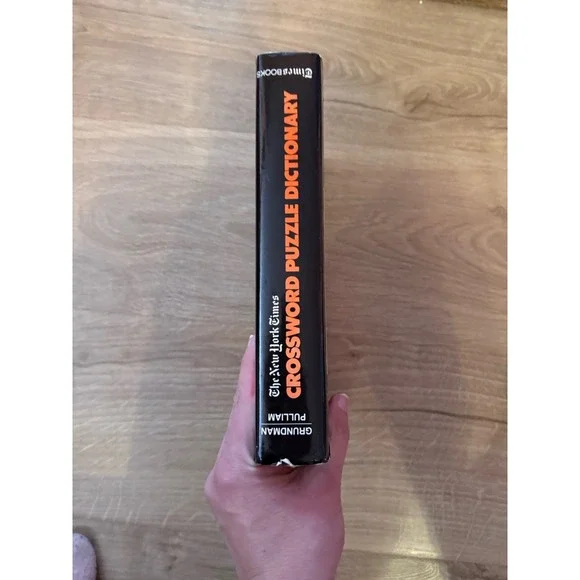 GRUNDMAN
PULLIAM
The New York Times
CROSSWORD PUZZLE DICTIONARY
Times BOOKS